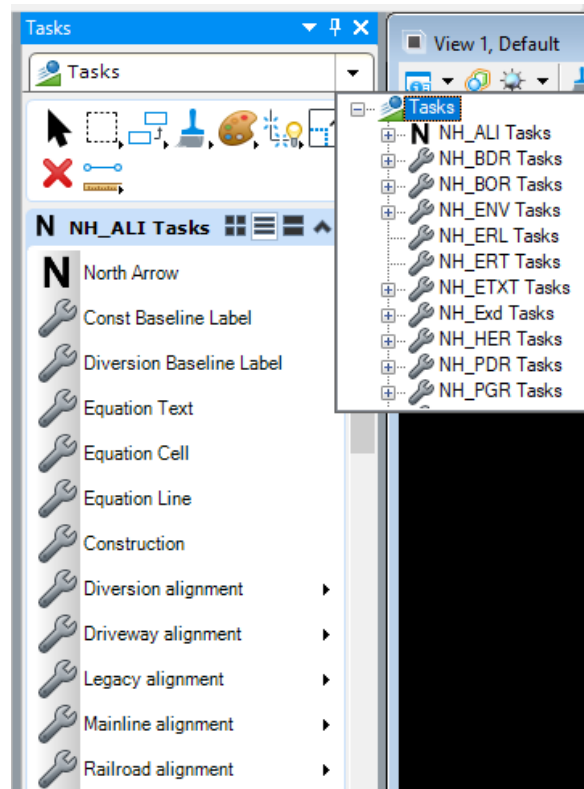 Tasks
View 1, Default
Tasks
Tasks
NH_ALI Tasks
NH_BDR Tasks
NH_BOR Tasks
NH_ENV Tasks
NH_ERL Tasks
NH_ERT Tasks
NH_ETXT Tasks
NH_Exd Tasks
NH_HER Tasks
NH_PDR Tasks
NH_PGR Tasks
N NH_ALI Tasks
North Arrow
Const Baseline Label
Diversion Baseline Label
Equation Text
Equation Cell
Equation Line
Construction
Diversion alignment
Driveway alignment
Legacy alignment
Mainline alignment
Railroad alignment